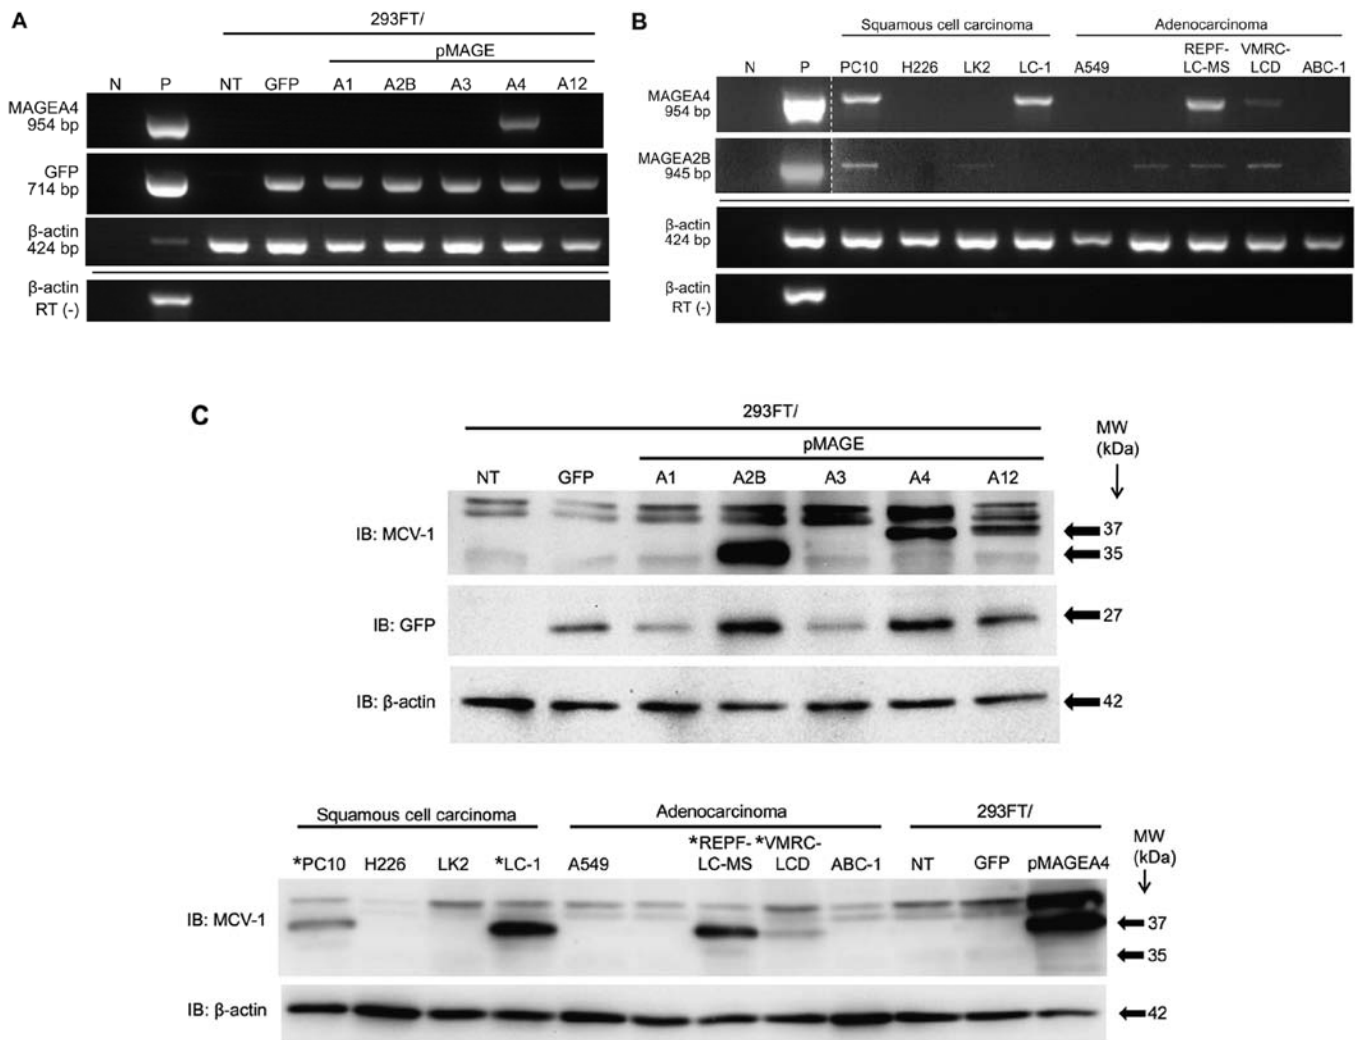 A
293FT/
pMAGE
N P NT GFP A1 A2B A3 A4 A12
MAGEA4
954 bp
GFP
714 bp
β-actin
424 bp
β-actin
RT (-)
B
Squamous cell carcinoma Adenocarcinoma
REPF- VMRC-
N P PC10 H226 LK2 LC-1 A549 LC-MS LCD ABC-1
MAGEA4
954 bp
MAGEA2B
945 bp
β-actin
424 bp
β-actin
RT (-)
C
293FT/
MW
(kDa)
pMAGE
NT GFP A1 A2B A3 A4 A12
IB: MCV-1
37
35
IB: GFP
27
IB: β-actin
42
Squamous cell carcinoma Adenocarcinoma 293FT/
MW
(kDa)
*REPF- *VMRC-
*PC10 H226 LK2 *LC-1 A549 LC-MS LCD ABC-1 NT GFP pMAGEA4
IB: MCV-1
37
35
IB: β-actin
42